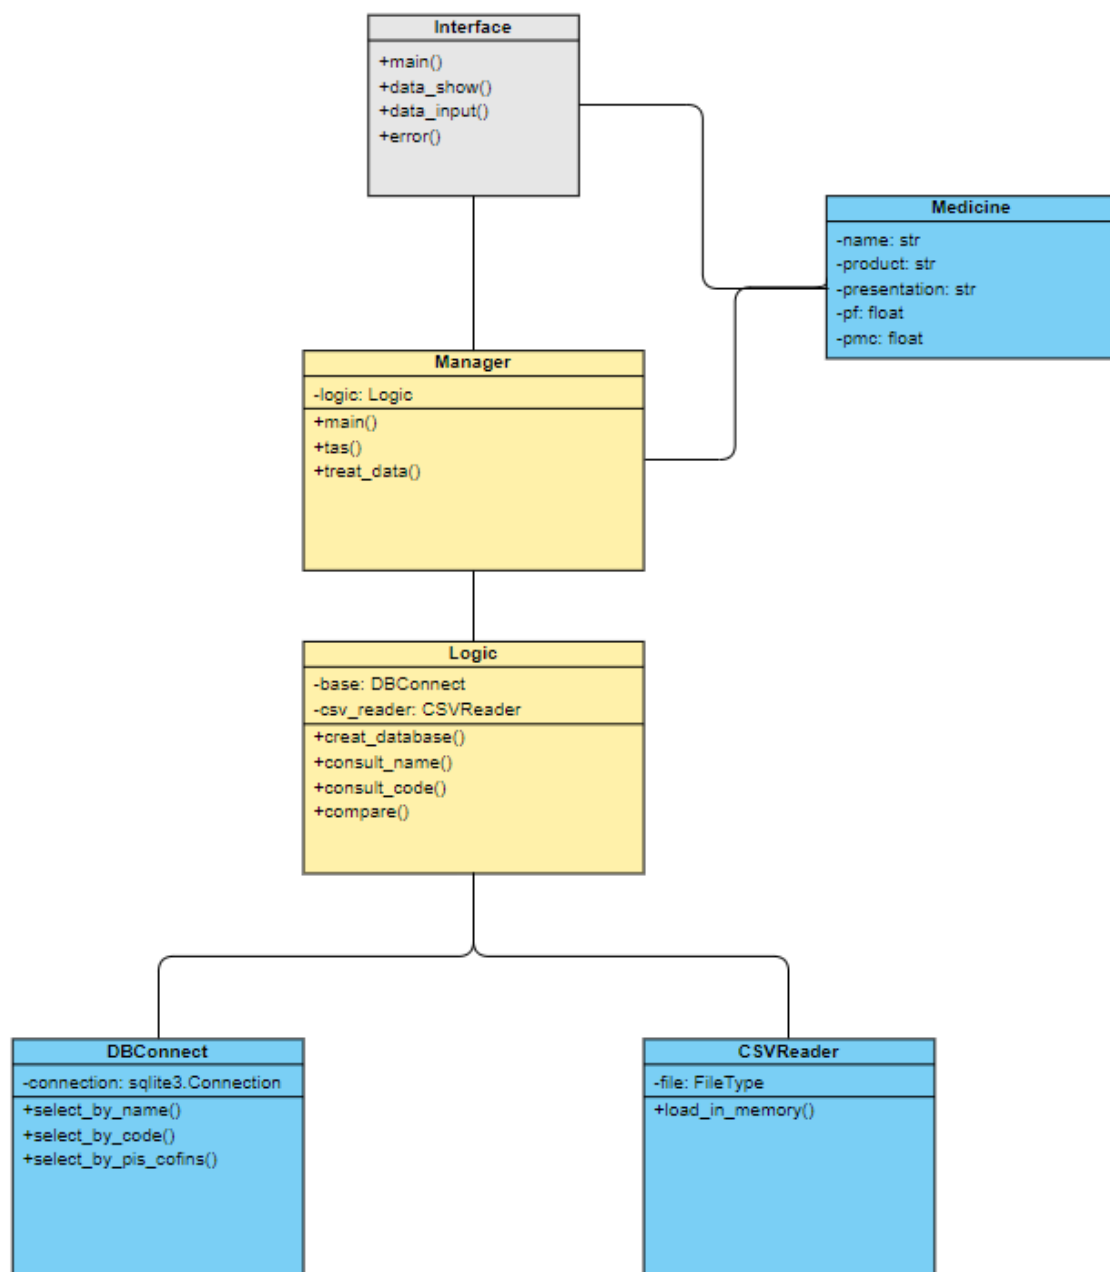 Interface
+main()
+data_show()
+data_input()
+error()
Medicine
-name: str
-product: str
-presentation: str
-pf: float
-pmc: float
Manager
-logic: Logic
+main()
+tas()
+treat_data()
Logic
-base: DBConnect
-csv_reader: CSVReader
+creat_database()
+consult_name()
+consult_code()
+compare()
DBConnect
-connection: sqlite3.Connection
+select_by_name()
+select_by_code()
+select_by_pis_cofins()
CSVReader
-file: FileType
+load_in_memory()